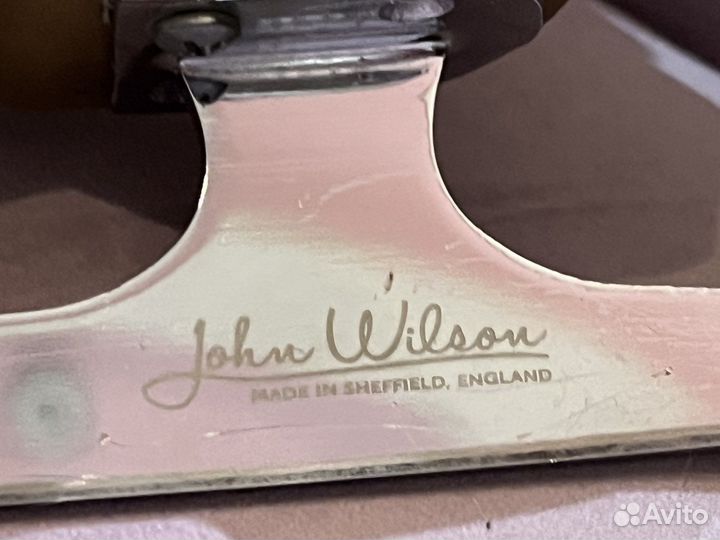 John Wilson
MADE IN SHEFFIELD, ENGLAND
Avito